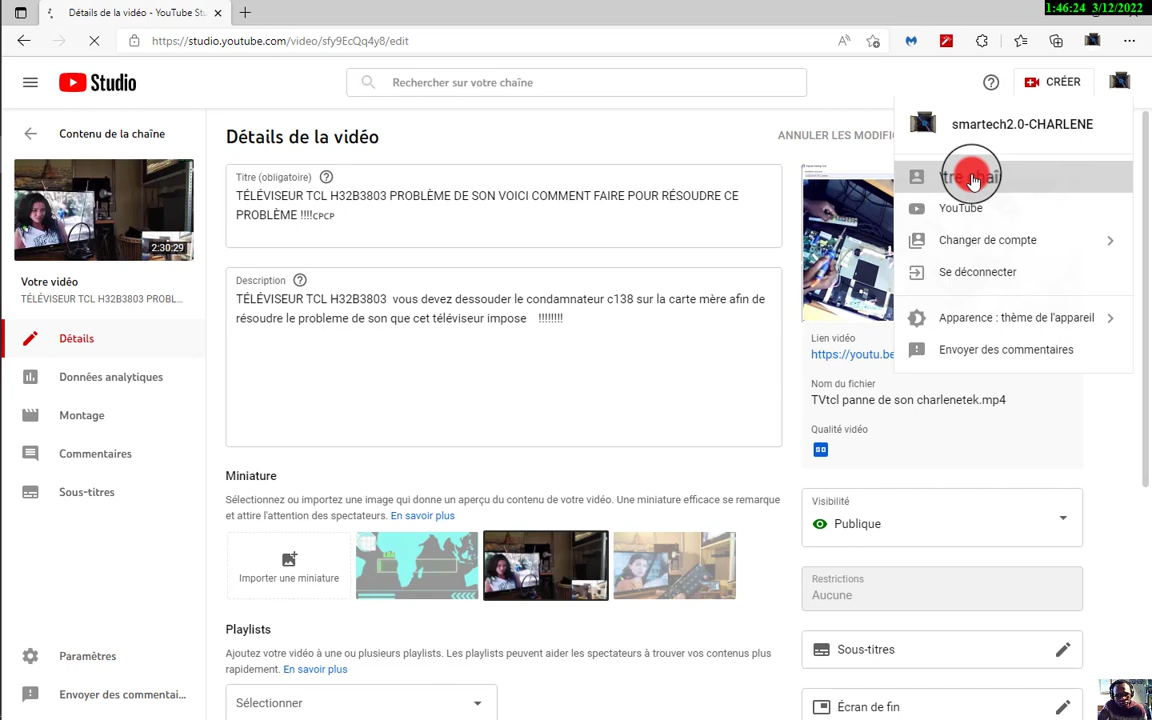 1:46:24 3/12/2022
Détails de la vidéo - YouTube Stu
https://studio.youtube.com/video/sfy9EcQq4y8/edit
Studio
Rechercher sur votre chaîne
CRÉER
Contenu de la chaîne
2:30:29
Votre vidéo
TÉLÉVISEUR TCL H32B3803 PROBL...
Détails
Données analytiques
Montage
Commentaires
Sous-titres
Paramètres
Envoyer des commentai...
Détails de la vidéo
ANNULER LES MODIFI
Titre (obligatoire)
TÉLÉVISEUR TCL H32B3803 PROBLÈME DE SON VOICI COMMENT FAIRE POUR RÉSOUDRE CE
PROBLÈME !!!!CPCP
Description
TÉLÉVISEUR TCL H32B3803 vous devez dessouder le condamnateur c138 sur la carte mère afin de
résoudre le probleme de son que cet téléviseur impose !!!!!!!!
Miniature
Sélectionnez ou importez une image qui donne un aperçu du contenu de votre vidéo. Une miniature efficace se remarque
et attire l'attention des spectateurs. En savoir plus
Importer une miniature
Playlists
Ajoutez votre vidéo à une ou plusieurs playlists. Les playlists peuvent aider les spectateurs à trouver vos contenus plus
rapidement. En savoir plus
Sélectionner
smartech2.0-CHARLENE
YouTube
Changer de compte
Se déconnecter
Apparence : thème de l'appareil
Envoyer des commentaires
Lien vidéo
https://youtu.be
Nom du fichier
TVtcl panne de son charlenetek.mp4
Qualité vidéo
SD
Visibilité
Publique
Restrictions
Aucune
Sous-titres
Écran de fin